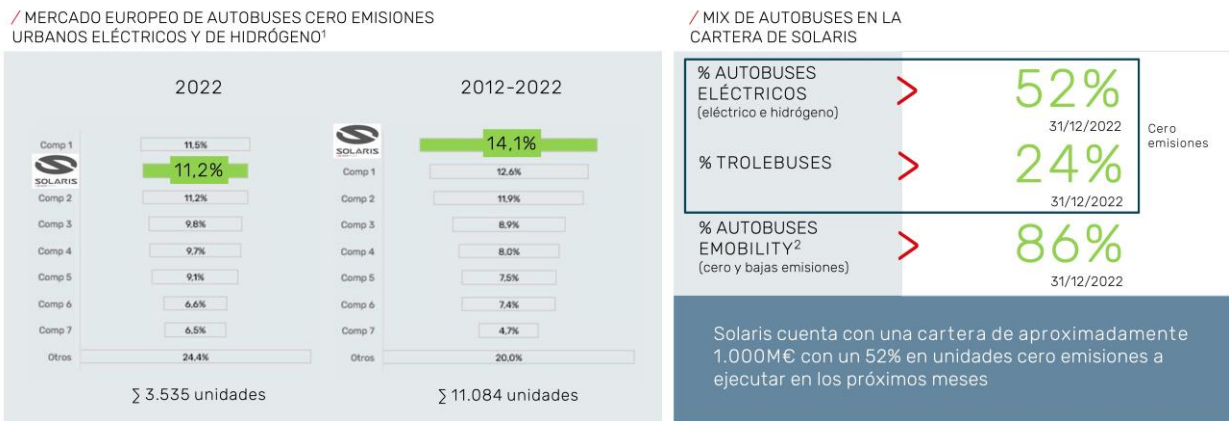 / MERCADO EUROPEO DE AUTOBUSES CERO EMISIONES
URBANOS ELÉCTRICOS Y DE HIDRÓGENO¹
2022
Comp 1 11,5%
SOLARIS 11,2%
Comp 2 11,2%
Comp 3 9,8%
Comp 4 9,7%
Comp 5 9,1%
Comp 6 6,6%
Comp 7 6,5%
Otros 24,4%
∑ 3.535 unidades
2012-2022
SOLARIS 14,1%
Comp 1 12,6%
Comp 2 11,9%
Comp 3 8,9%
Comp 4 8,0%
Comp 5 7,5%
Comp 6 7,4%
Comp 7 4,7%
Otros 20,0%
∑ 11.084 unidades
/ MIX DE AUTOBUSES EN LA
CARTERA DE SOLARIS
% AUTOBUSES
ELÉCTRICOS
(eléctrico e hidrógeno)
52%
31/12/2022
% TROLEBUSES
24%
31/12/2022
Cero
emisiones
% AUTOBUSES
EMOBILITY²
(cero y bajas emisiones)
86%
31/12/2022
Solaris cuenta con una cartera de aproximadamente
1.000M€ con un 52% en unidades cero emisiones a
ejecutar en los próximos meses